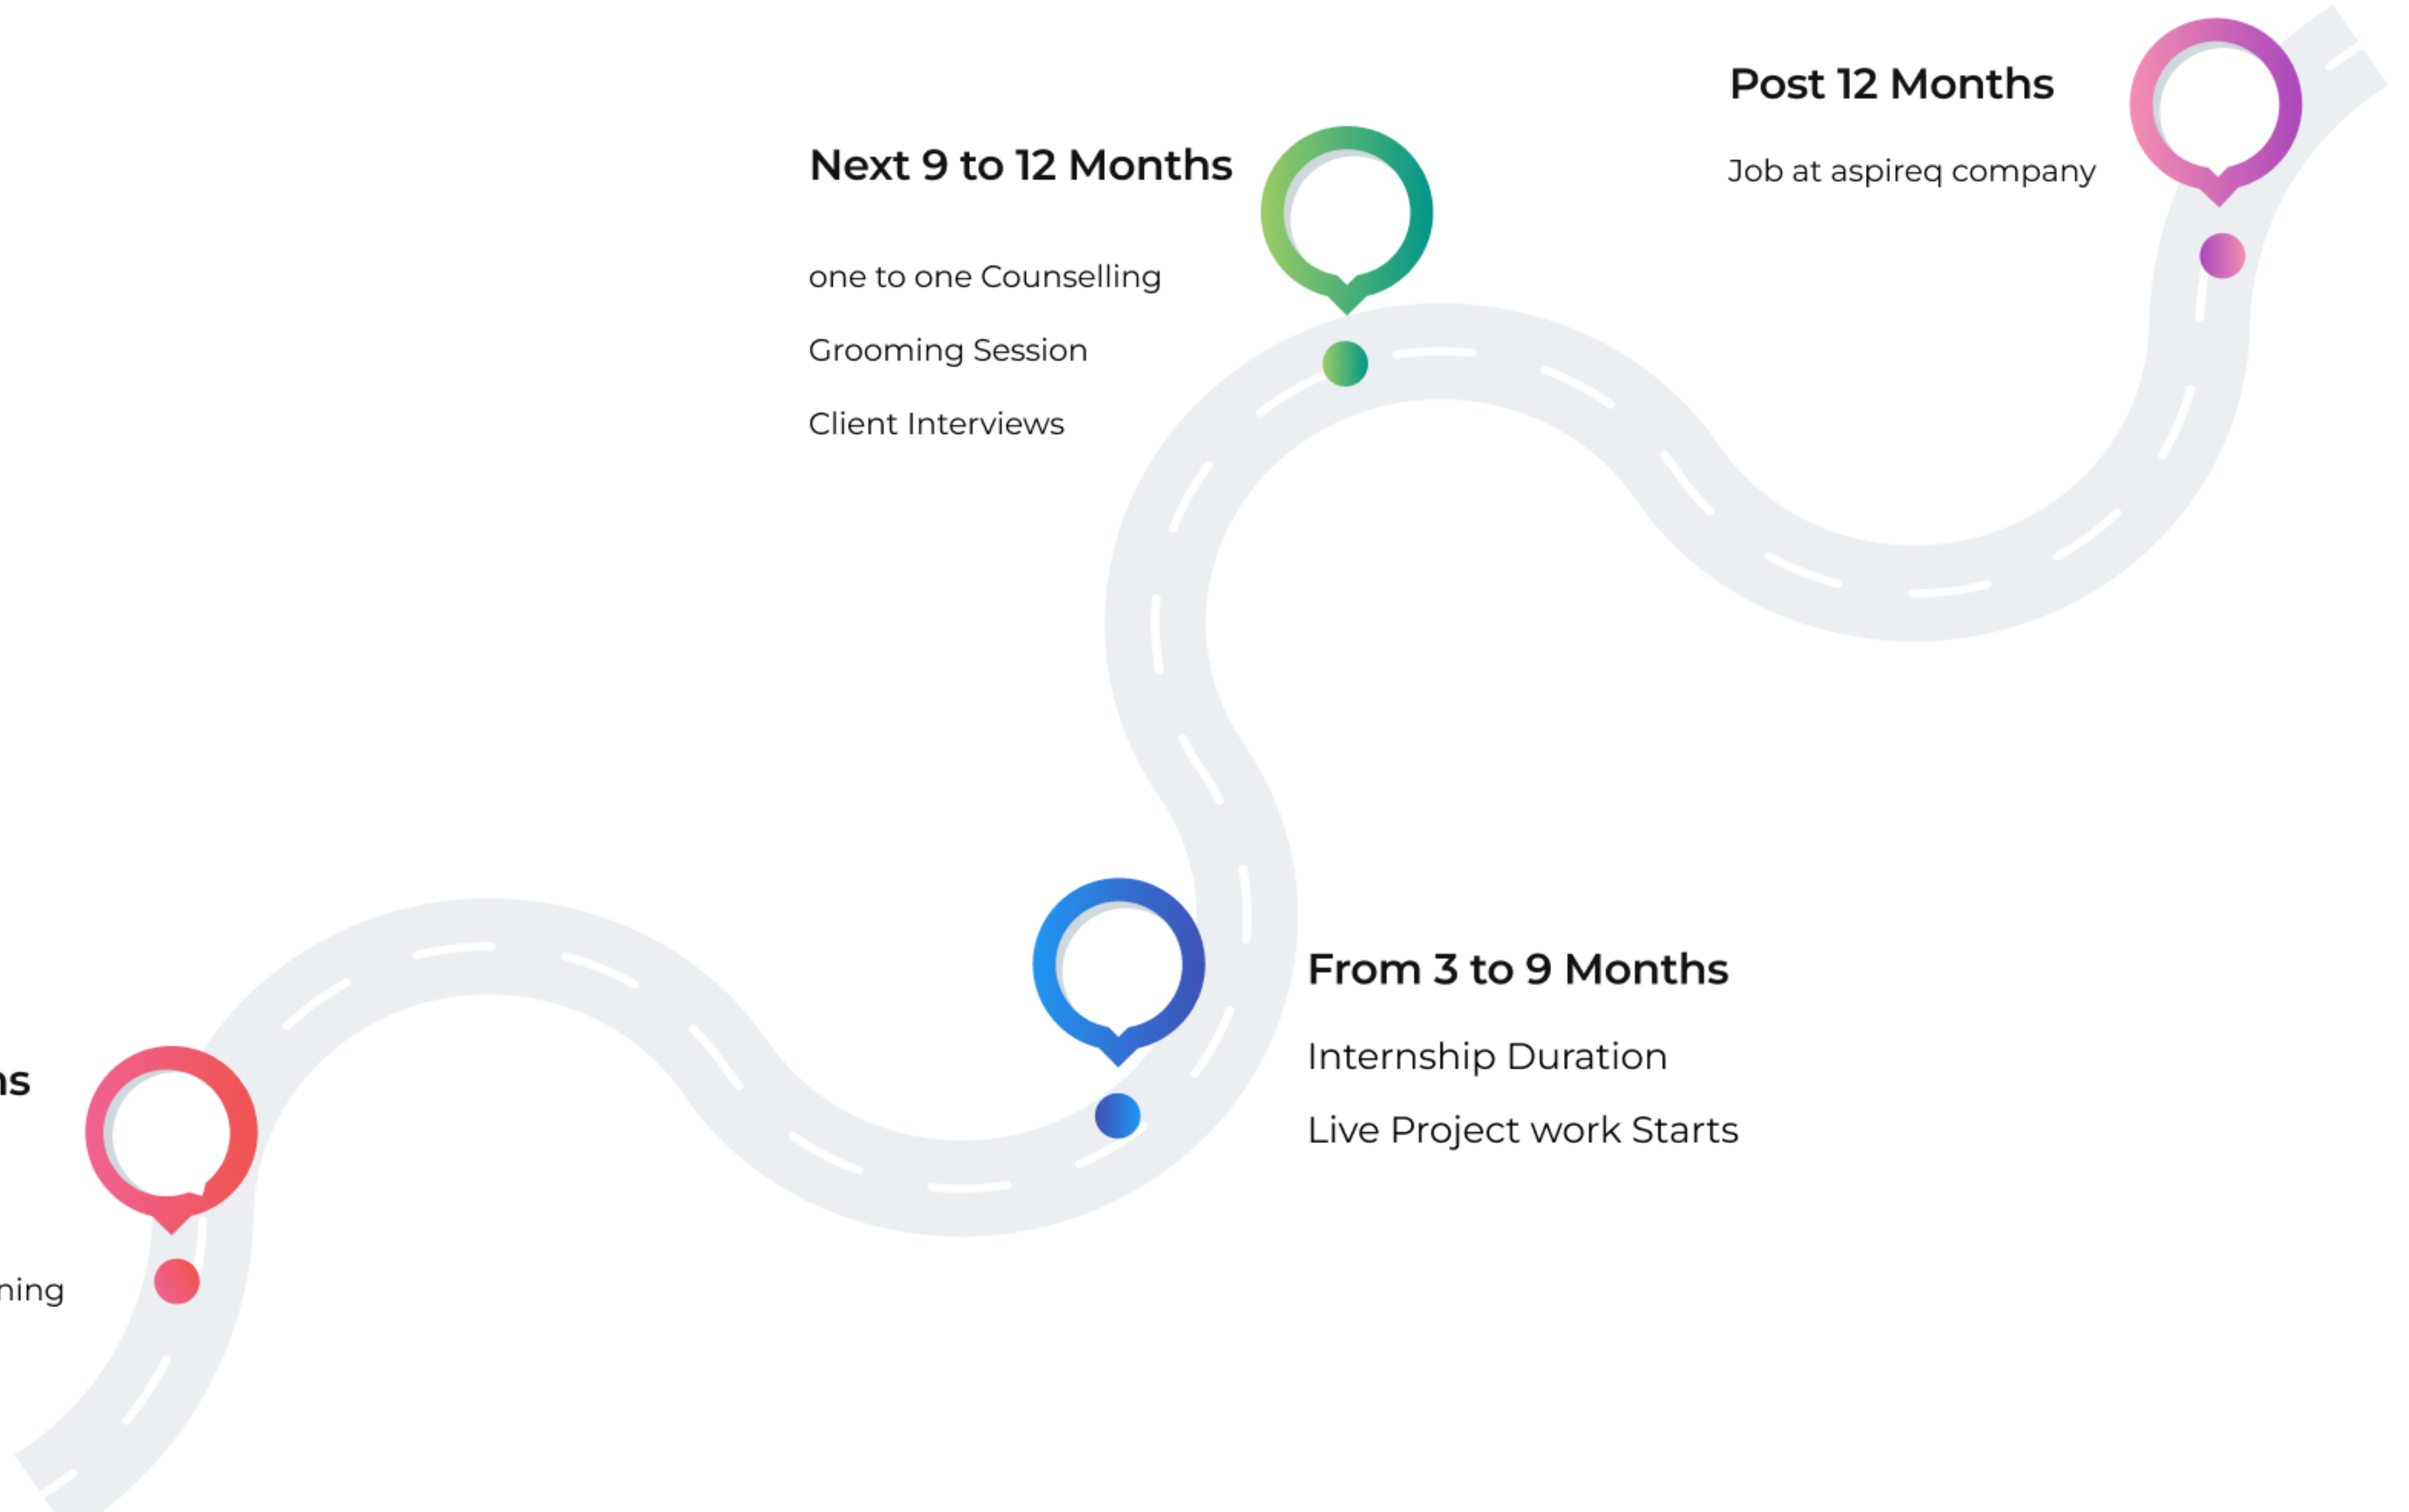 Post 12 Months
Job at aspireq company
Next 9 to 12 Months
one to one Counselling
Grooming Session
Client Interviews
From 3 to 9 Months
Internship Duration
Live Project work Starts